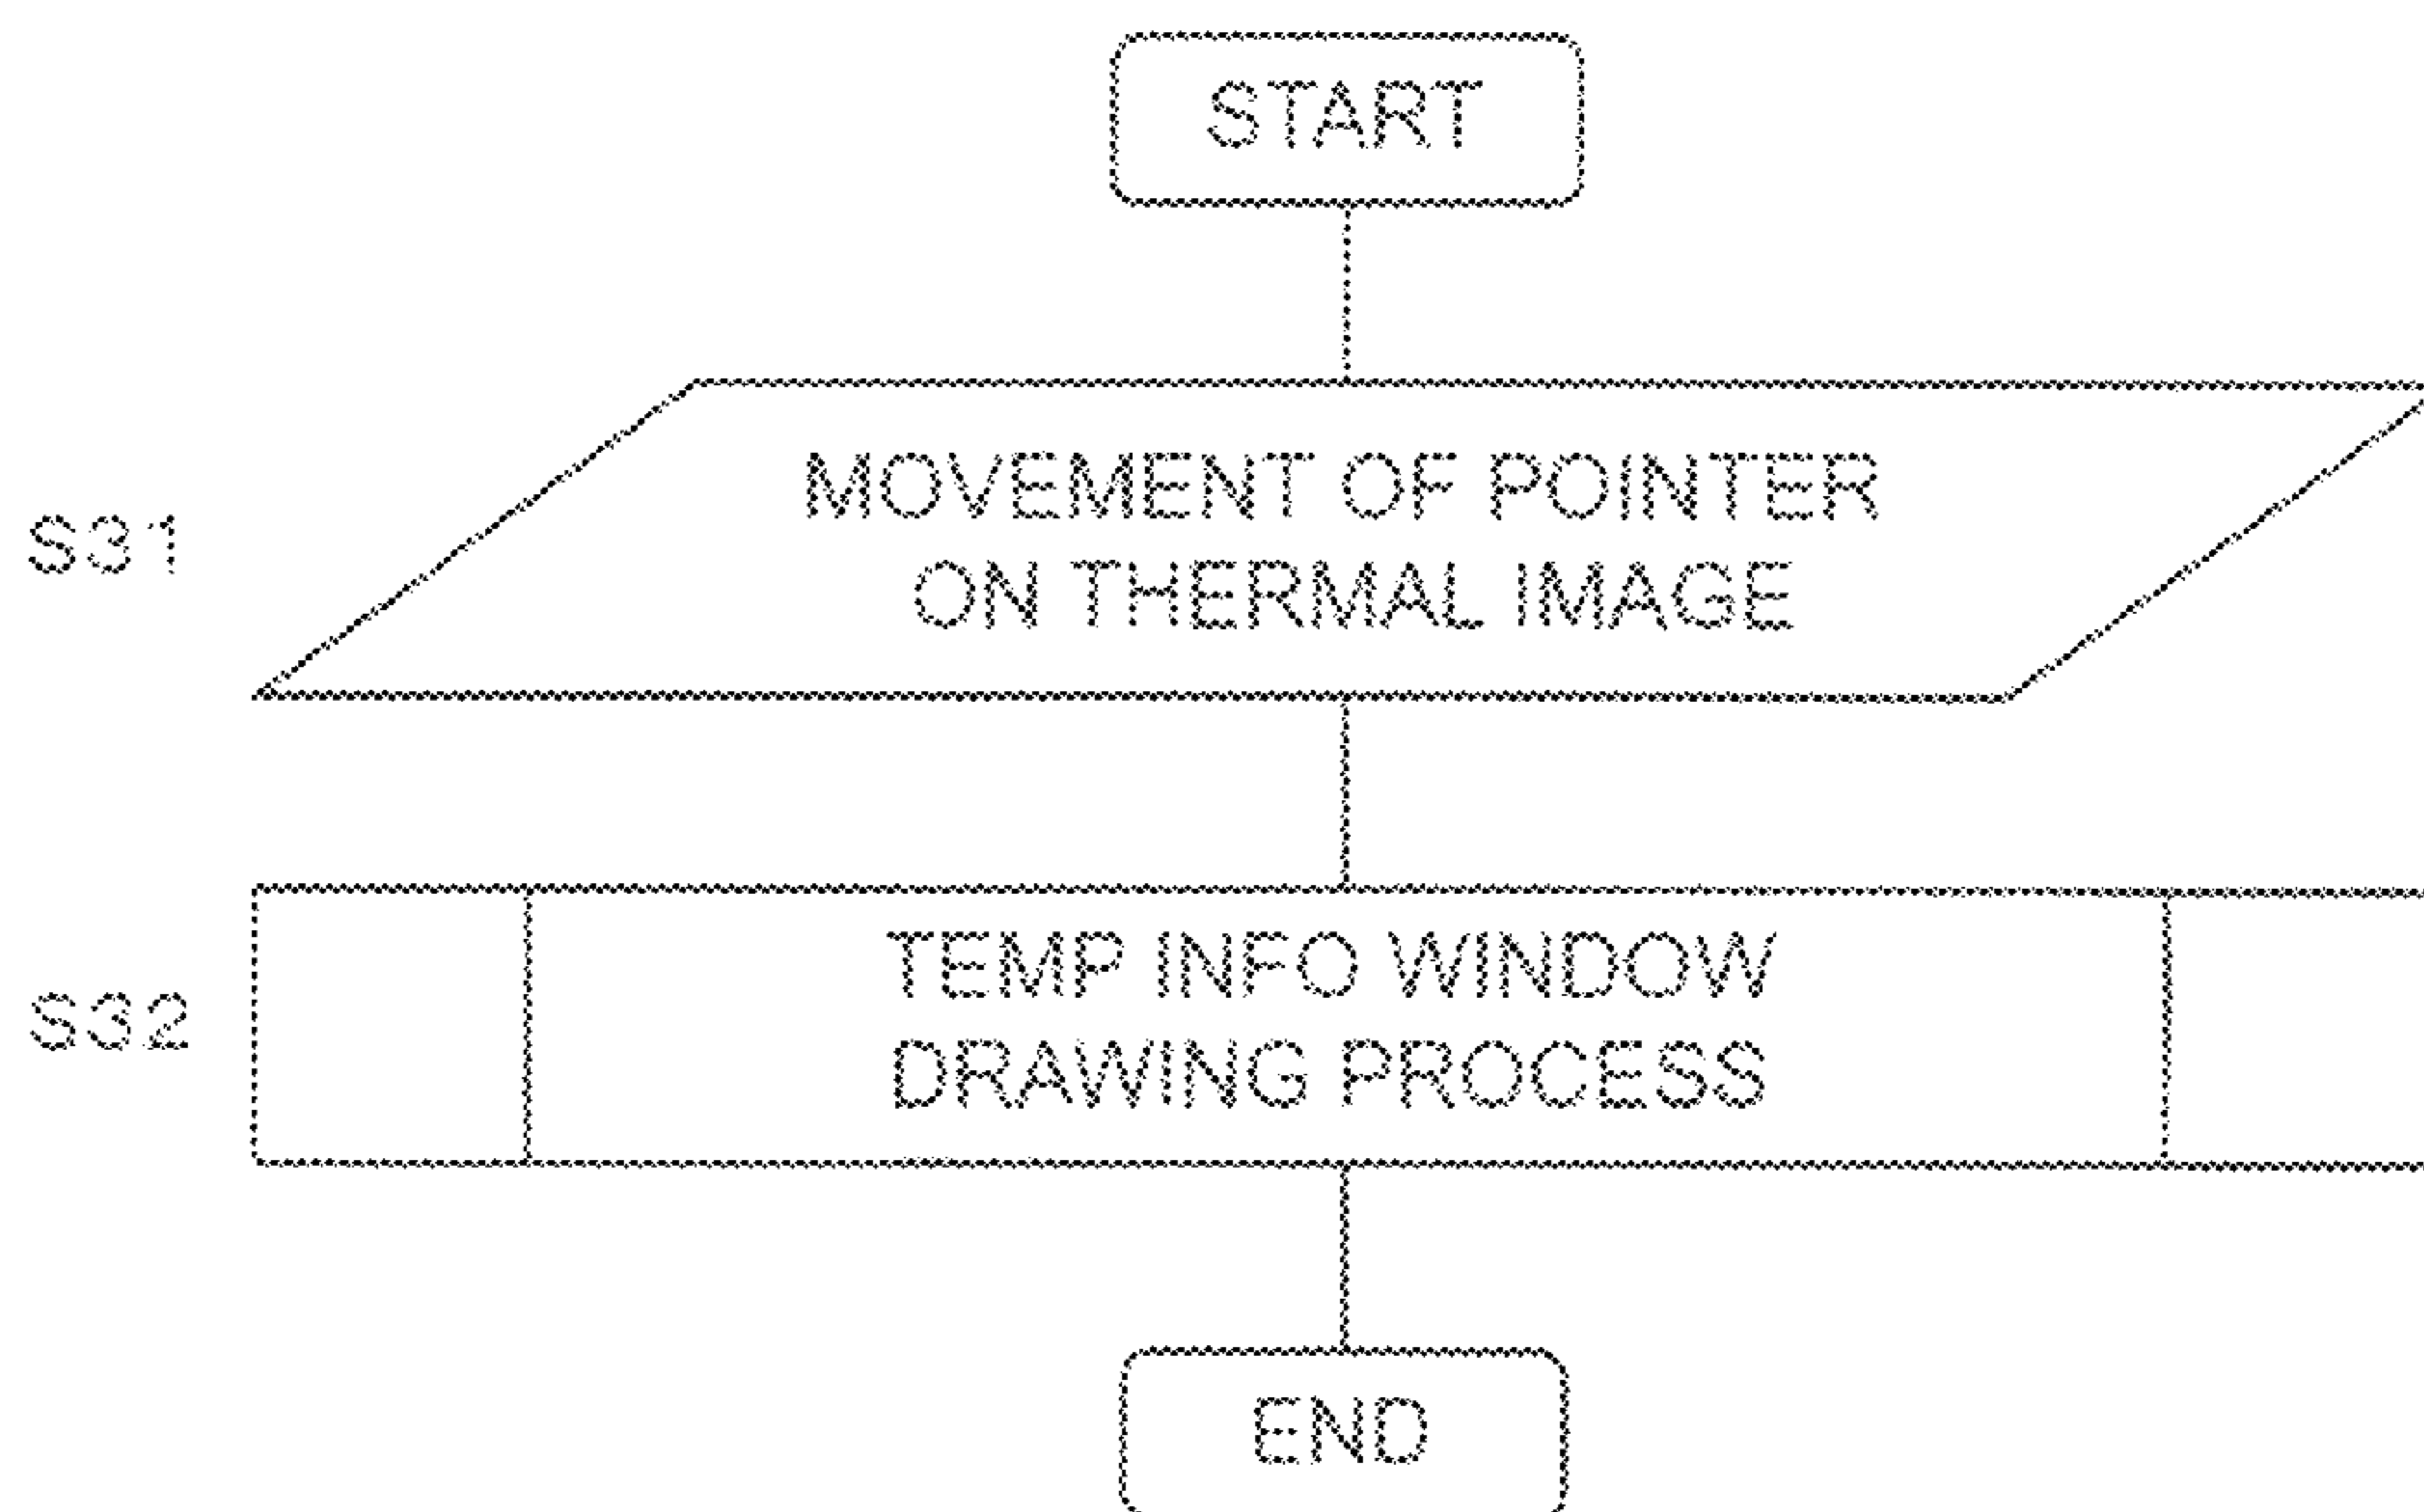 START
S31
MOVEMENT OF POINTER
ON THERMAL IMAGE
S32
TEMP INFO WINDOW
DRAWING PROCESS
END